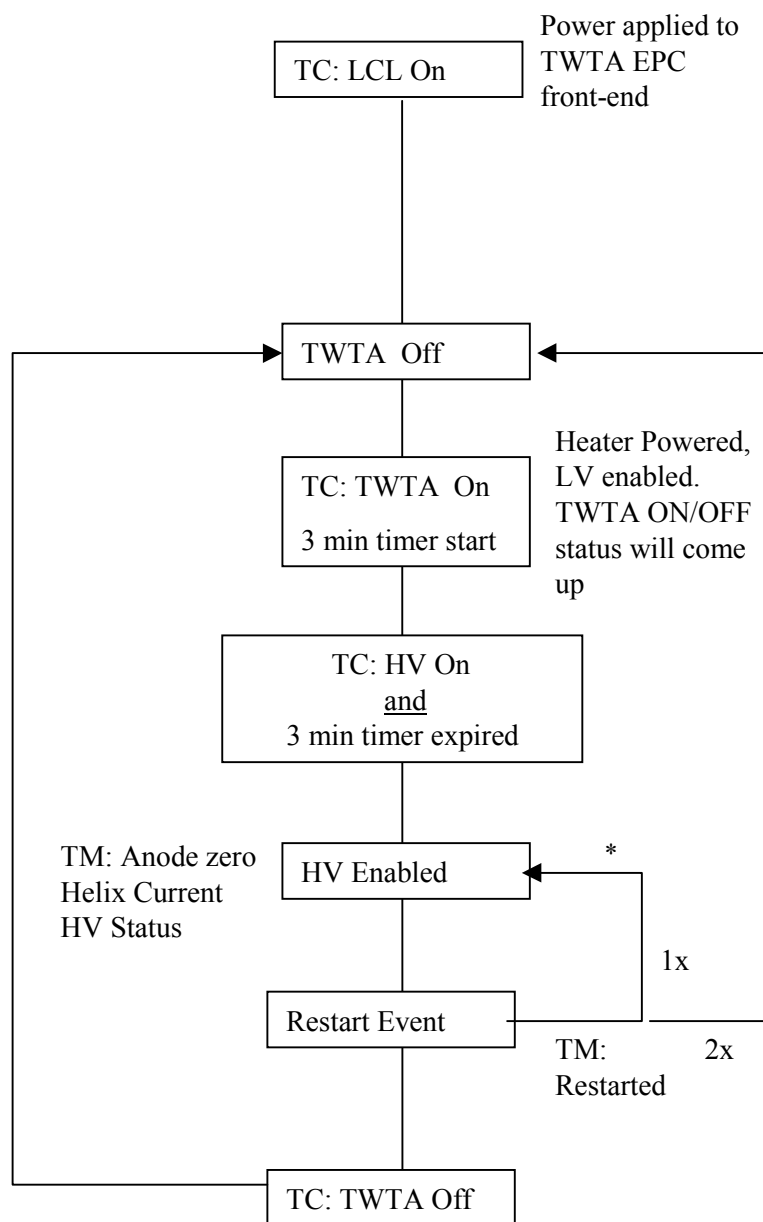 TC: LCL On
Power applied to
TWTA EPC
front-end
TWTA Off
TC: TWTA On
3 min timer start
Heater Powered,
LV enabled.
TWTA ON/OFF
status will come
up
TC: HV On
and
3 min timer expired
TM: Anode zero
Helix Current
HV Status
HV Enabled
*
1x
Restart Event
TM:
Restarted
2x
TC: TWTA Off